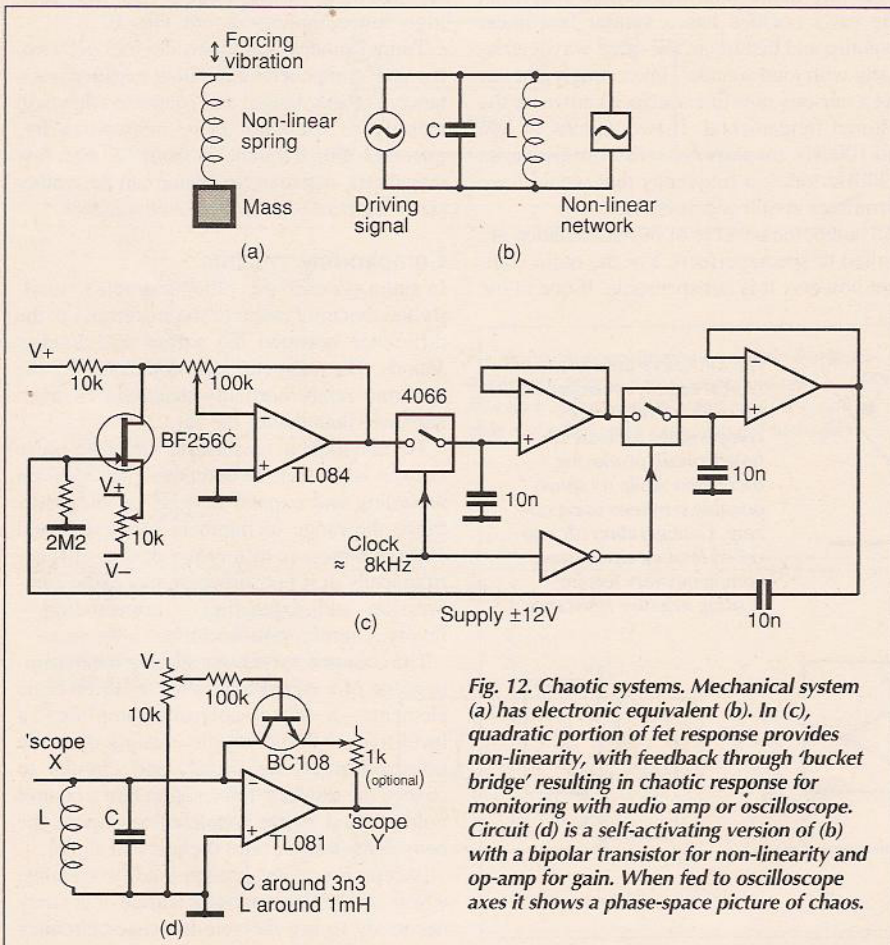 Forcing
vibration
Non-linear
spring
Mass
(a)
C
L
Driving
signal
Non-linear
network
(b)
V+
10k
100k
4066
BF256C
−
+
TL084
−
+
−
+
2M2
V+
10k
V−
10n
10n
Clock
≈ 8kHz
10n
(c)
Supply ±12V
V-
100k
10k
'scope
X
BC108
1k
(optional)
L
C
−
+
TL081
'scope
Y
C around 3n3
L around 1mH
(d)
Fig. 12. Chaotic systems. Mechanical system
(a) has electronic equivalent (b). In (c),
quadratic portion of fet response provides
non-linearity, with feedback through 'bucket
bridge' resulting in chaotic response for
monitoring with audio amp or oscilloscope.
Circuit (d) is a self-activating version of (b)
with a bipolar transistor for non-linearity and
op-amp for gain. When fed to oscilloscope
axes it shows a phase-space picture of chaos.